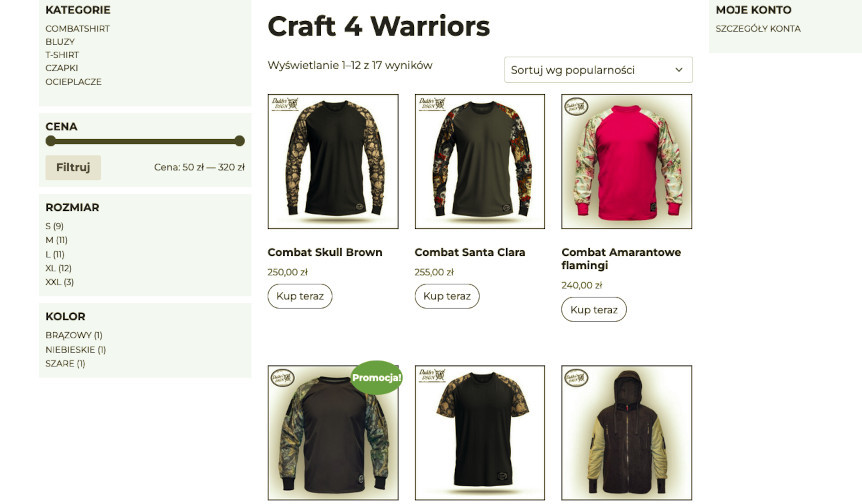 KATEGORIE
COMBATSHIRT
BLUZY
T-SHIRT
CZAPKI
OCIEPLACZE
CENA
Filtruj
Cena: 50 zł — 320 zł
ROZMIAR
S (9)
M (11)
L (11)
XL (12)
XXL (3)
KOLOR
BRĄZOWY (1)
NIEBIESKIE (1)
SZARE (1)
Craft 4 Warriors
Wyświetlanie 1–12 z 17 wyników
Sortuj wg popularności
Combat Skull Brown
250,00 zł
Kup teraz
Combat Santa Clara
255,00 zł
Kup teraz
Combat Amarantowe
flamingi
240,00 zł
Kup teraz
Promocja!
MOJE KONTO
SZCZEGÓŁY KONTA